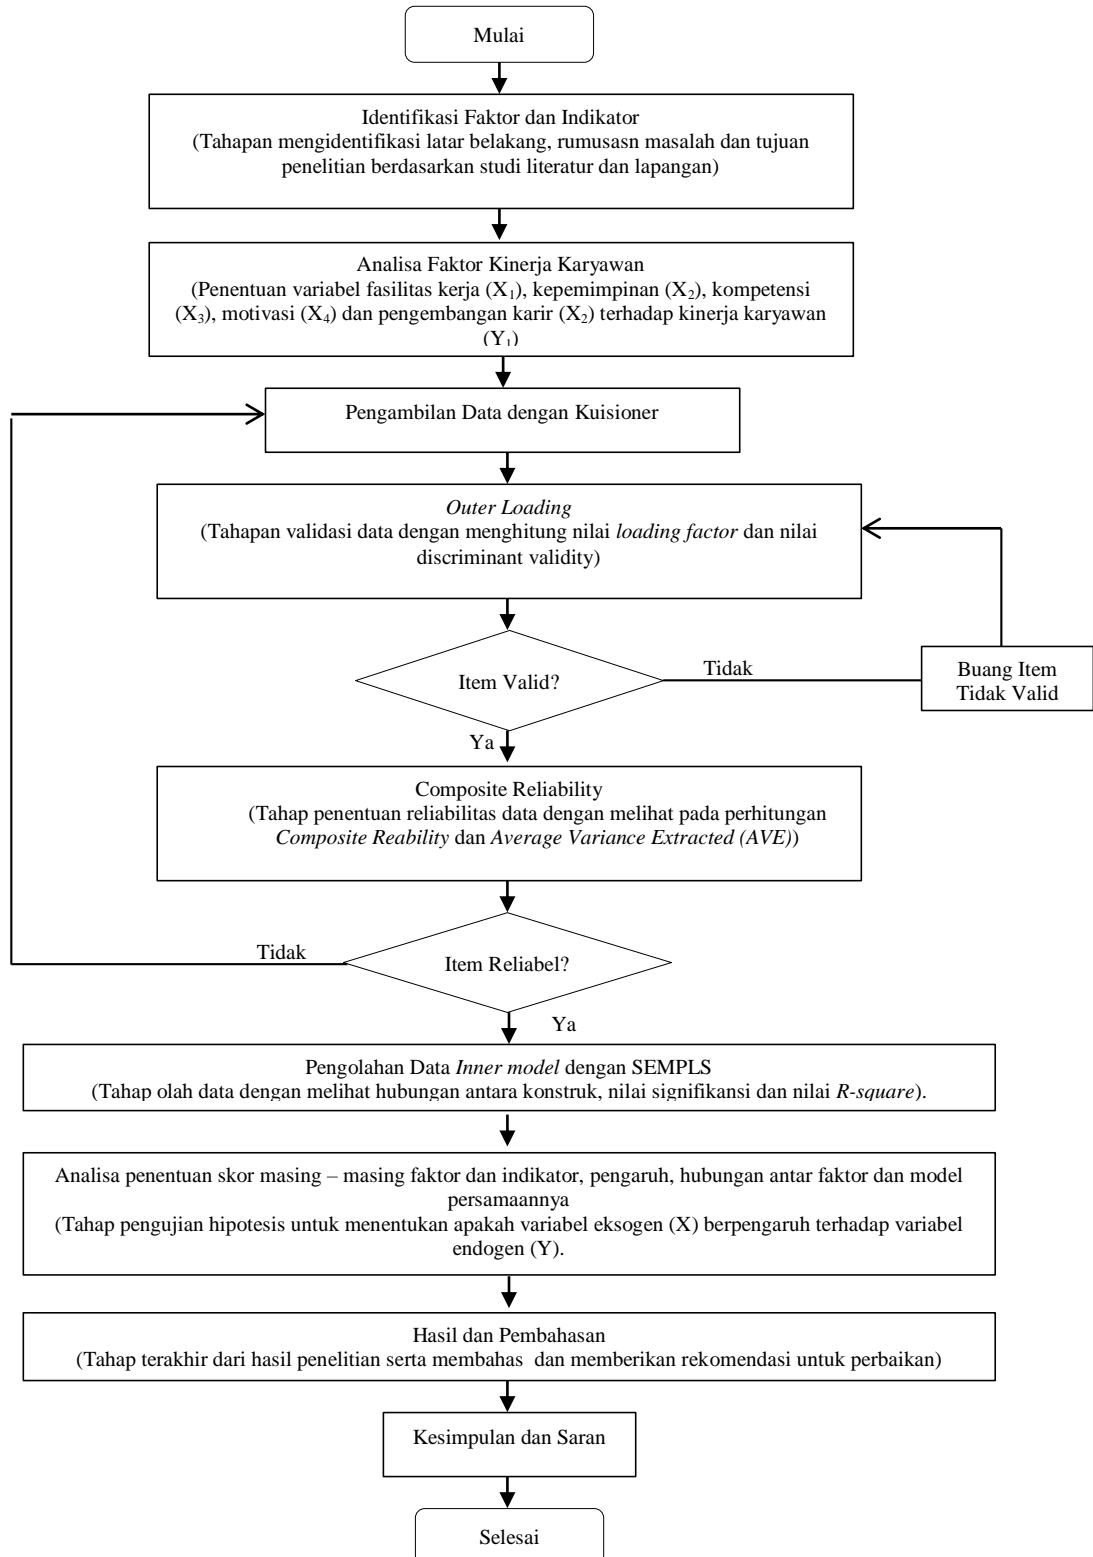 Mulai
Identifikasi Faktor dan Indikator
(Tahapan mengidentifikasi latar belakang, rumusasn masalah dan tujuan
penelitian berdasarkan studi literatur dan lapangan)
Analisa Faktor Kinerja Karyawan
(Penentuan variabel fasilitas kerja (X₁), kepemimpinan (X₂), kompetensi
(X₃), motivasi (X₄) dan pengembangan karir (X₂) terhadap kinerja karyawan
(Y₁)
Pengambilan Data dengan Kuisioner
Outer Loading
(Tahapan validasi data dengan menghitung nilai loading factor dan nilai
discriminant validity)
Item Valid?
Tidak
Buang Item
Tidak Valid
Ya
Composite Reliability
(Tahap penentuan reliabilitas data dengan melihat pada perhitungan
Composite Reability dan Average Variance Extracted (AVE))
Tidak
Item Reliabel?
Ya
Pengolahan Data Inner model dengan SEMPLS
(Tahap olah data dengan melihat hubungan antara konstruk, nilai signifikansi dan nilai R-square).
Analisa penentuan skor masing – masing faktor dan indikator, pengaruh, hubungan antar faktor dan model
persamaannya
(Tahap pengujian hipotesis untuk menentukan apakah variabel eksogen (X) berpengaruh terhadap variabel
endogen (Y).
Hasil dan Pembahasan
(Tahap terakhir dari hasil penelitian serta membahas  dan memberikan rekomendasi untuk perbaikan)
Kesimpulan dan Saran
Selesai